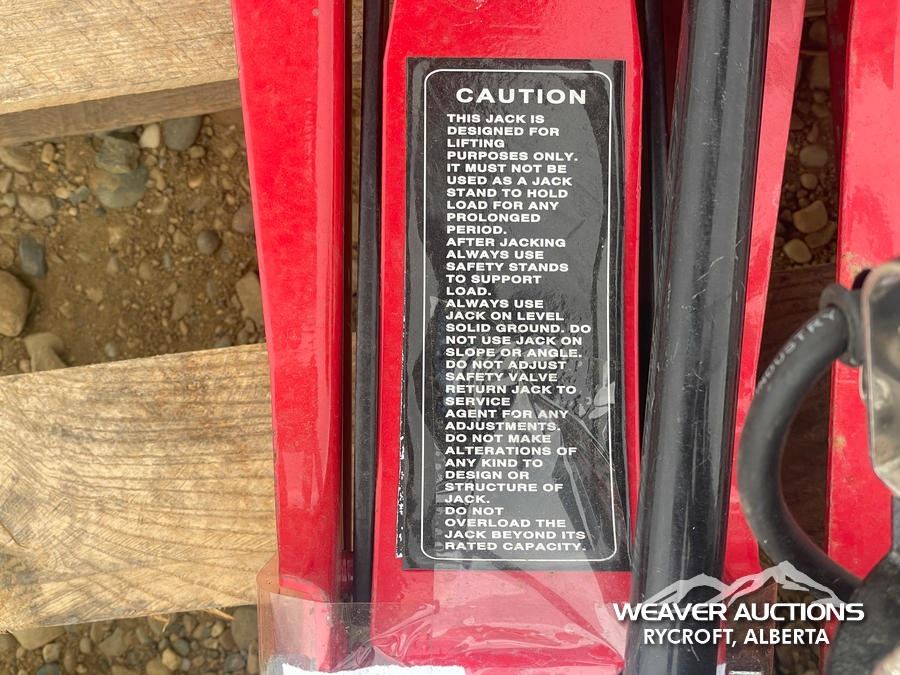 CAUTION
THIS JACK IS
DESIGNED FOR
LIFTING
PURPOSES ONLY.
IT MUST NOT BE
USED AS A JACK
STAND TO HOLD
LOAD FOR ANY
PROLONGED
PERIOD.
AFTER JACKING
ALWAYS USE
SAFETY STANDS
TO SUPPORT
LOAD.
ALWAYS USE
JACK ON LEVEL
SOLID GROUND. DO
NOT USE JACK ON
SLOPE OR ANGLE.
DO NOT ADJUST
SAFETY VALVE
RETURN JACK TO
SERVICE
AGENT FOR ANY
ADJUSTMENTS.
DO NOT MAKE
ALTERATIONS OF
ANY KIND TO
DESIGN OR
STRUCTURE OF
JACK.
DO NOT
OVERLOAD THE
JACK BEYOND ITS
RATED CAPACITY.
INDUSTRY
WEAVER AUCTIONS
RYCROFT, ALBERTA